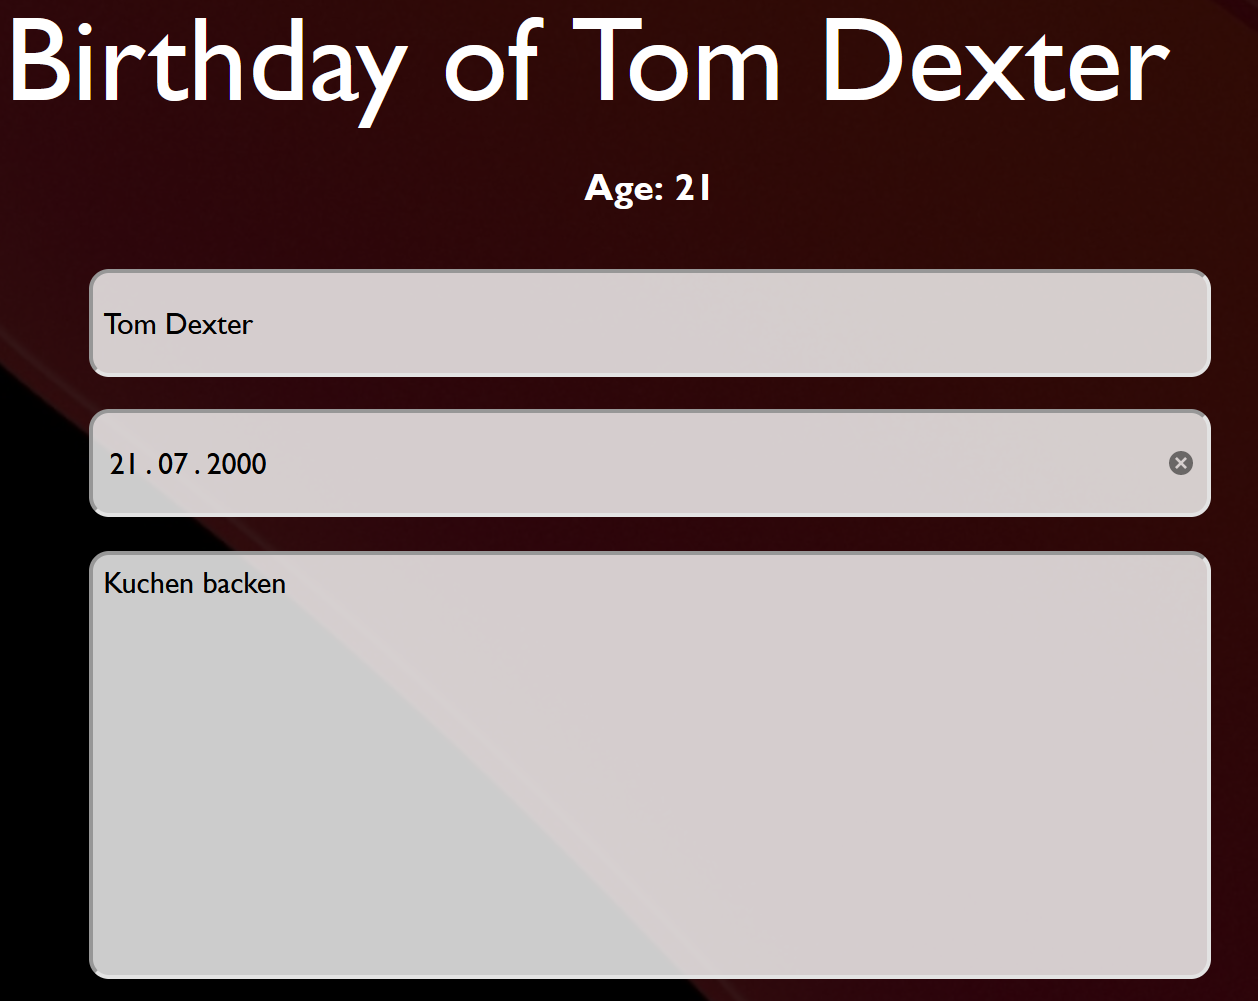 Birthday of Tom Dexter
Age: 21
Tom Dexter
21.07.2000
Kuchen backen